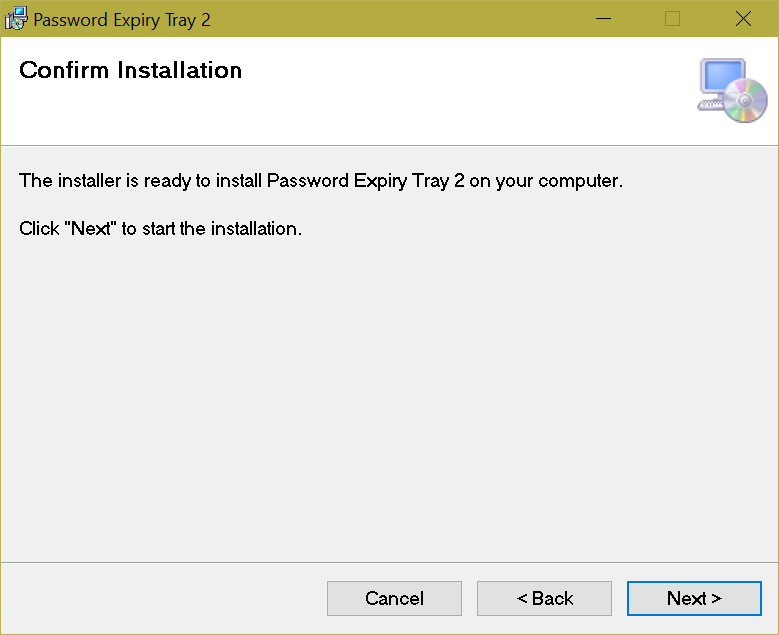 Password Expiry Tray 2
Confirm Installation
The installer is ready to install Password Expiry Tray 2 on your computer.
Click "Next" to start the installation.
Cancel
< Back
Next >